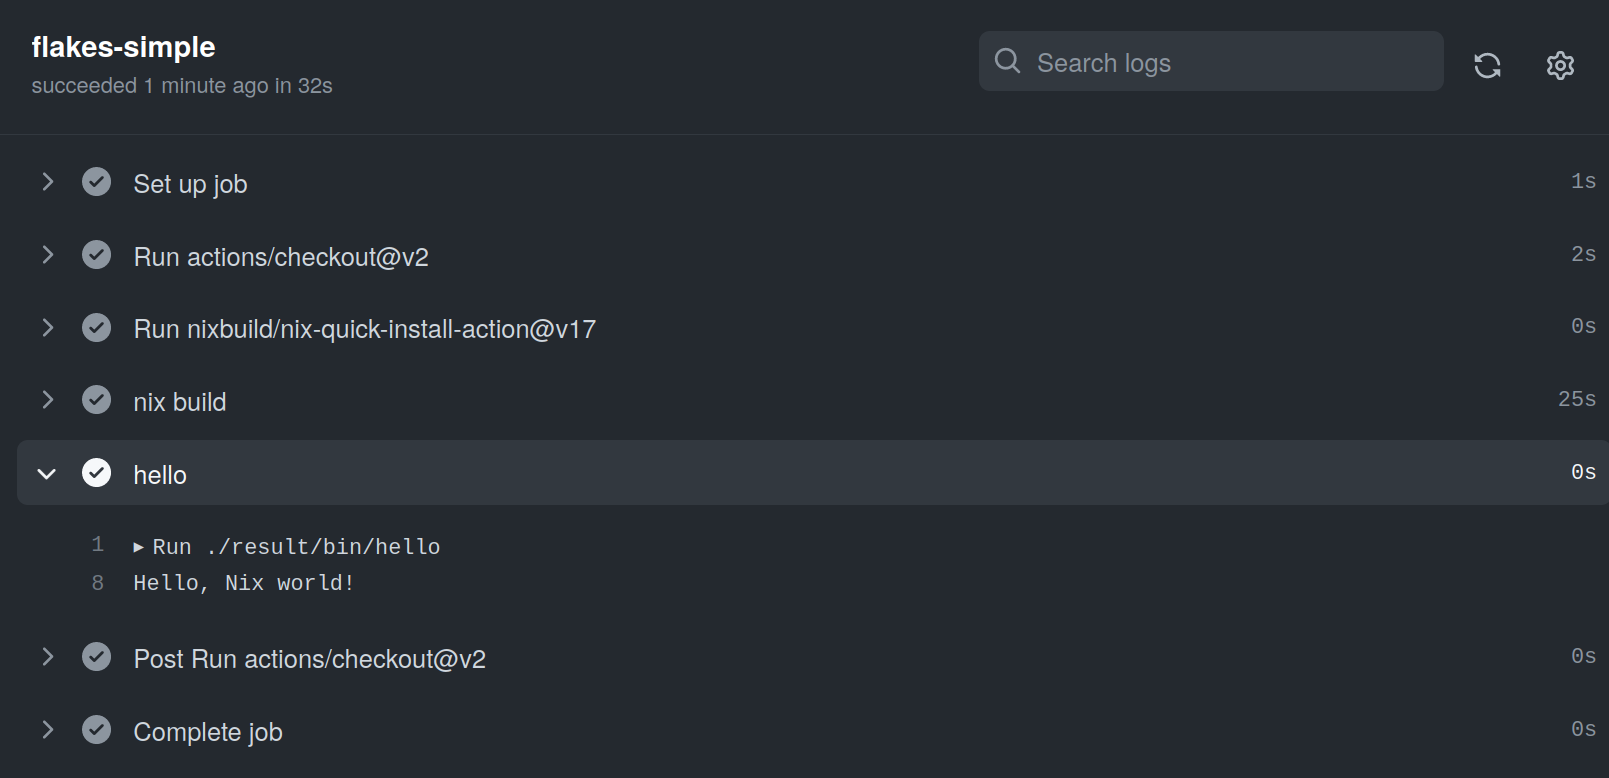 flakes-simple
succeeded 1 minute ago in 32s
Search logs
Set up job 1s
Run actions/checkout@v2 2s
Run nixbuild/nix-quick-install-action@v17 0s
nix build 25s
hello 0s
1 ▶ Run ./result/bin/hello
8 Hello, Nix world!
Post Run actions/checkout@v2 0s
Complete job 0s